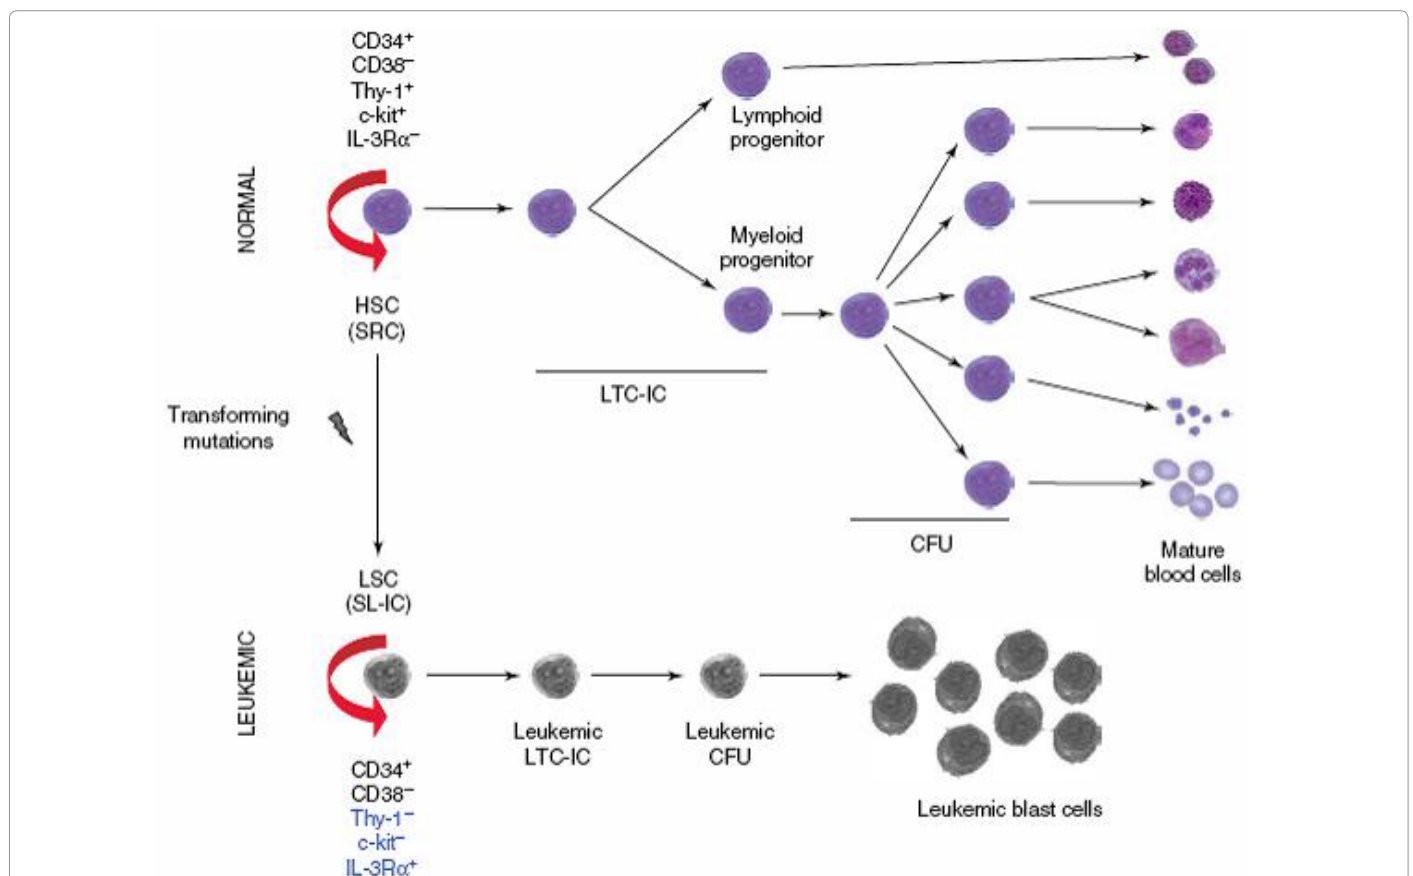 CD34⁺
CD38⁻
Thy-1⁺
c-kit⁺
IL-3Rα⁻
NORMAL
HSC
(SRC)
Lymphoid
progenitor
Myeloid
progenitor
LTC-IC
CFU
Mature
blood cells
Transforming
mutations
LSC
(SL-IC)
LEUKEMIC
Leukemic
LTC-IC
Leukemic
CFU
Leukemic blast cells
CD34⁺
CD38⁻
Thy-1⁻
c-kit⁻
IL-3Rα⁺